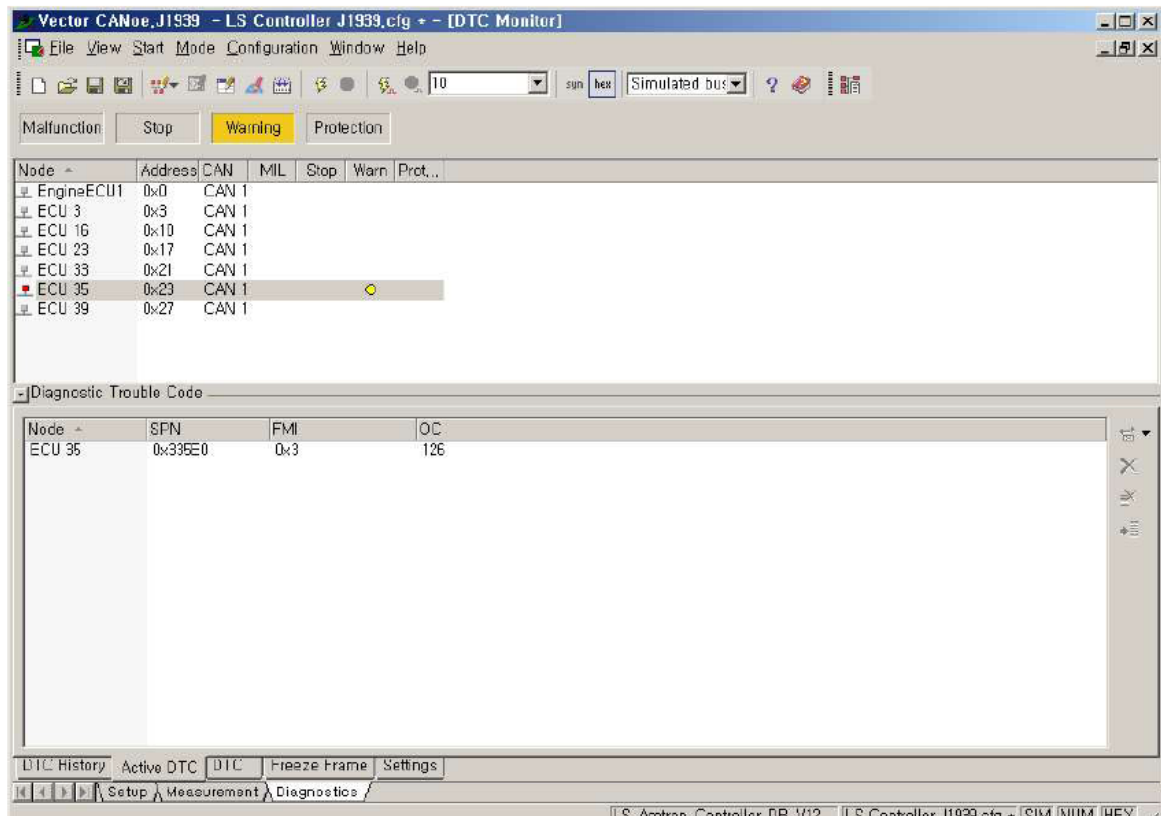 Vector CANoe.J1939 - LS Controller J1939.cfg * - [DTC Monitor]
File View Start Mode Configuration Window Help
10 sym hex Simulated bus
Malfunction Stop Warning Protection
Node Address CAN MIL Stop Warn Prot...
EngineECU1 0x0 CAN 1
ECU 3 0x3 CAN 1
ECU 16 0x10 CAN 1
ECU 23 0x17 CAN 1
ECU 33 0x21 CAN 1
ECU 35 0x23 CAN 1
ECU 39 0x27 CAN 1
Diagnostic Trouble Code
Node SPN FMI OC
ECU 35 0x335E0 0x3 126
DTC History Active DTC DTC Freeze Frame Settings
Setup Measurement Diagnostics
LS Controller J1939.cfg * SIM NUM HEX